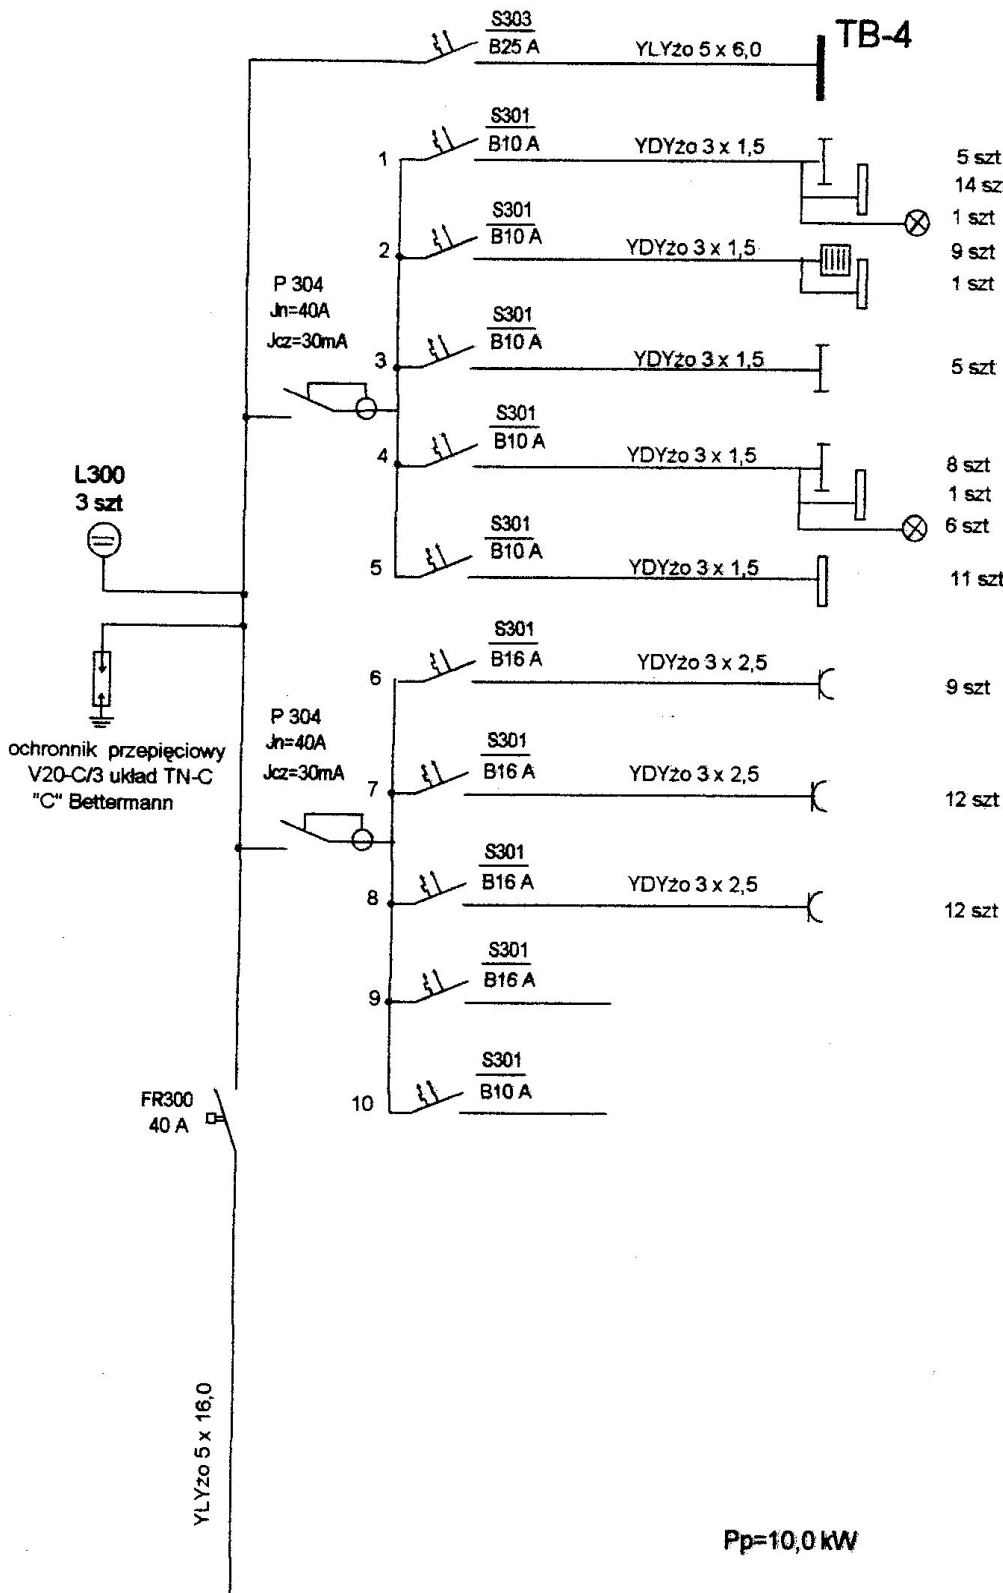 TB-4
S303
B25 A
YLYżo 5 x 6,0
S301
B10 A
1
YDYżo 3 x 1,5
5 szt
14 sz
1 szt
S301
B10 A
2
YDYżo 3 x 1,5
9 szt
1 szt
P 304
Jn=40A
Jcz=30mA
S301
B10 A
3
YDYżo 3 x 1,5
5 szt
S301
B10 A
4
YDYżo 3 x 1,5
8 szt
1 szt
6 szt
L300
3 szt
S301
B10 A
5
YDYżo 3 x 1,5
11 szt
S301
B16 A
6
YDYżo 3 x 2,5
9 szt
P 304
Jn=40A
Jcz=30mA
ochronnik przepięciowy
V20-C/3 układ TN-C
"C" Bettermann
S301
B16 A
7
YDYżo 3 x 2,5
12 szt
S301
B16 A
8
YDYżo 3 x 2,5
12 szt
S301
B16 A
9
S301
B10 A
10
FR300
40 A
YLYżo 5 x 16,0
Pp=10,0 kW